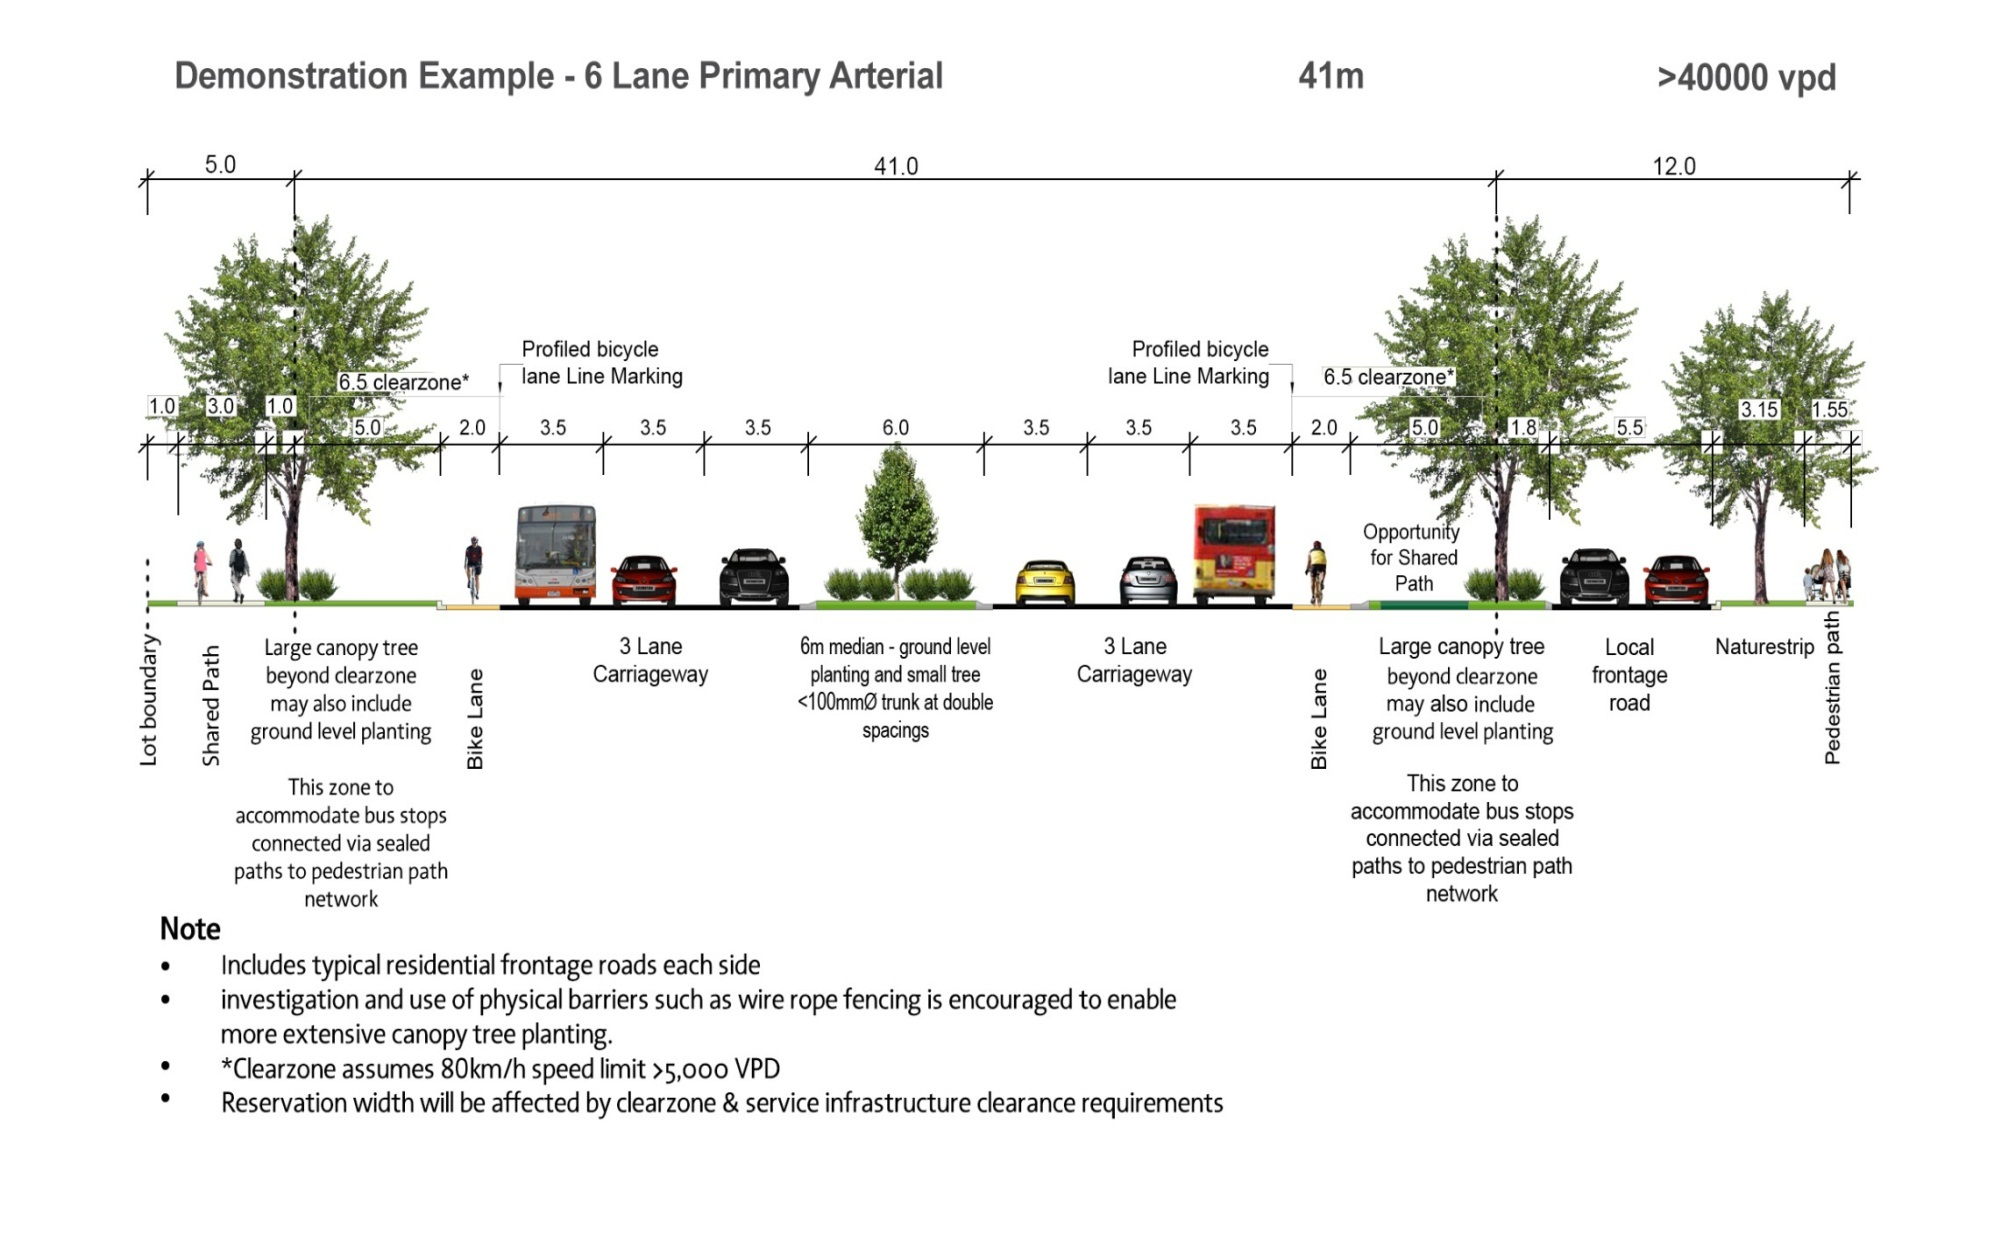 Demonstration Example - 6 Lane Primary Arterial 41m >40000 vpd
5.0 41.0 12.0
Profiled bicycle
lane Line Marking
Profiled bicycle
lane Line Marking
6.5 clearzone*
6.5 clearzone*
1.0 3.0 1.0 5.0 2.0 3.5 3.5 3.5 6.0 3.5 3.5 3.5 2.0 5.0 1.8 5.5 3.15 1.55
Opportunity
for Shared
Path
Lot boundary
Shared Path
Large canopy tree
beyond clearzone
may also include
ground level planting
This zone to
accommodate bus stops
connected via sealed
paths to pedestrian path
network
Bike Lane
3 Lane
Carriageway
6m median - ground level
planting and small tree
<100mmØ trunk at double
spacings
3 Lane
Carriageway
Bike Lane
Large canopy tree
beyond clearzone
may also include
ground level planting
This zone to
accommodate bus stops
connected via sealed
paths to pedestrian path
network
Local
frontage
road
Naturestrip
Pedestrian path
Note
• Includes typical residential frontage roads each side
• investigation and use of physical barriers such as wire rope fencing is encouraged to enable
more extensive canopy tree planting.
• *Clearzone assumes 80km/h speed limit >5,000 VPD
• Reservation width will be affected by clearzone & service infrastructure clearance requirements